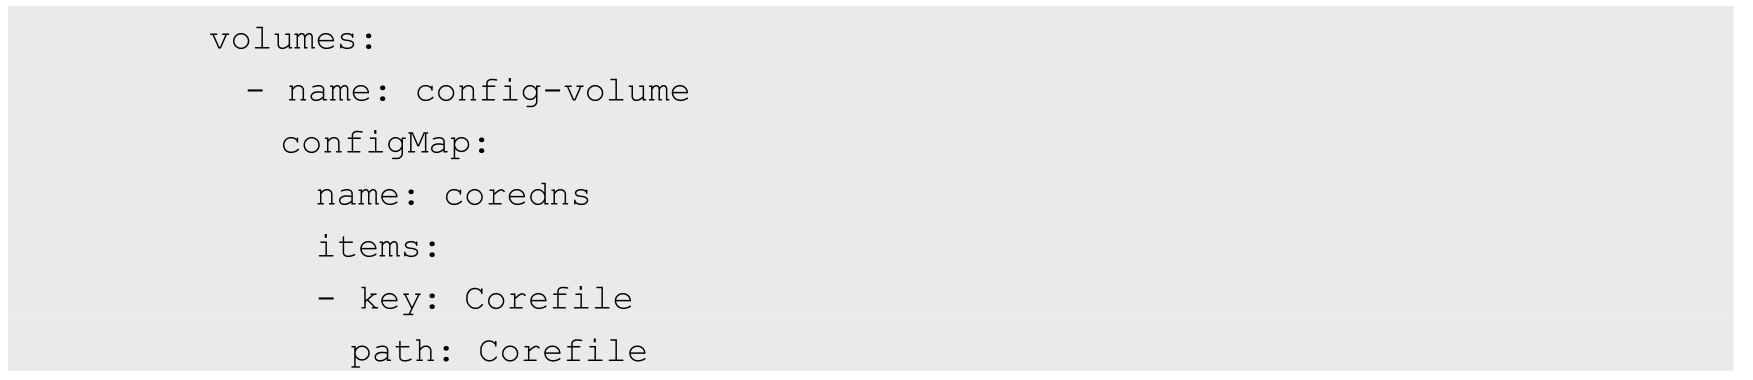 volumes:
  - name: config-volume
    configMap:
      name: coredns
      items:
      - key: Corefile
        path: Corefile